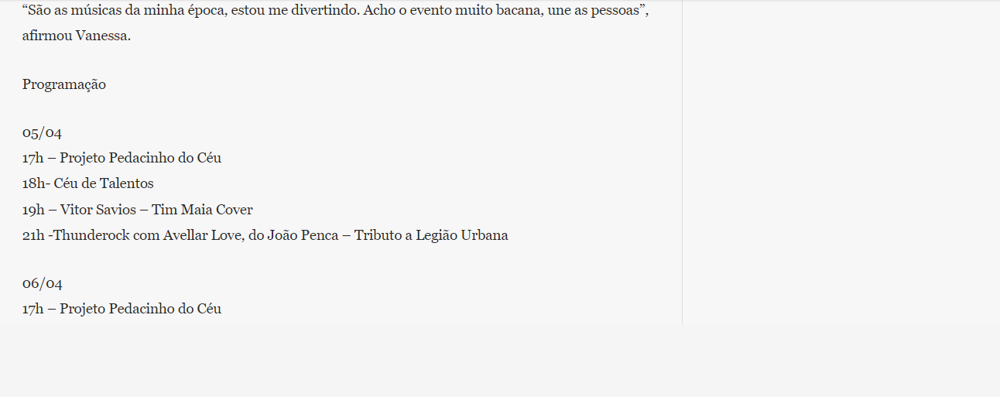 “São as músicas da minha época, estou me divertindo. Acho o evento muito bacana, une as pessoas”,
afirmou Vanessa.
Programação
05/04
17h – Projeto Pedacinho do Céu
18h- Céu de Talentos
19h – Vitor Savios – Tim Maia Cover
21h -Thunderock com Avellar Love, do João Penca – Tributo a Legião Urbana
06/04
17h – Projeto Pedacinho do Céu